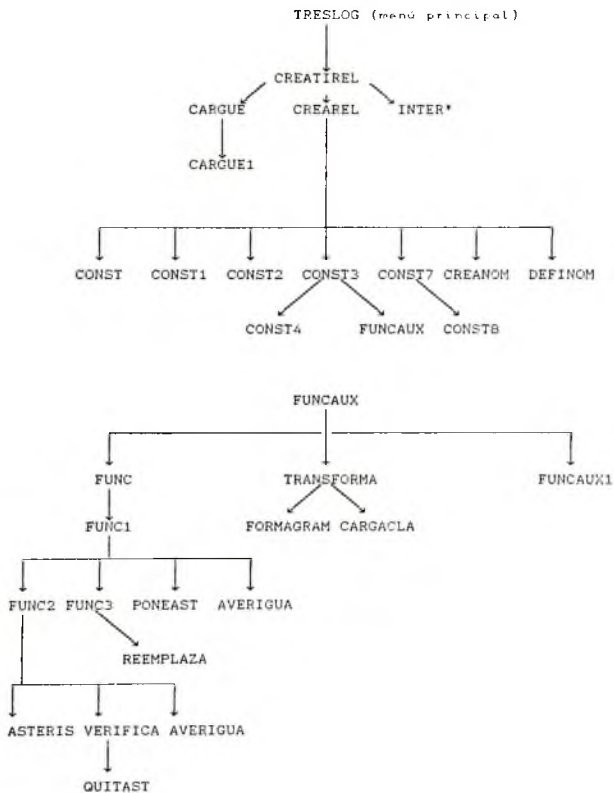 TRESLOG (menú principal)
CREATIREL
CARGUE CREAREL INTER*
CARGUE1
CONST CONST1 CONST2 CONST3 CONST7 CREANOM DEFINOM
CONST4 FUNCAUX CONST8
FUNCAUX
FUNC TRANSFORMA FUNCAUX1
FUNC1 FORMAGRAM CARGACLA
FUNC2 FUNC3 PONEAST AVERIGUA
REEMPLAZA
ASTERIS VERIFICA AVERIGUA
QUITAST